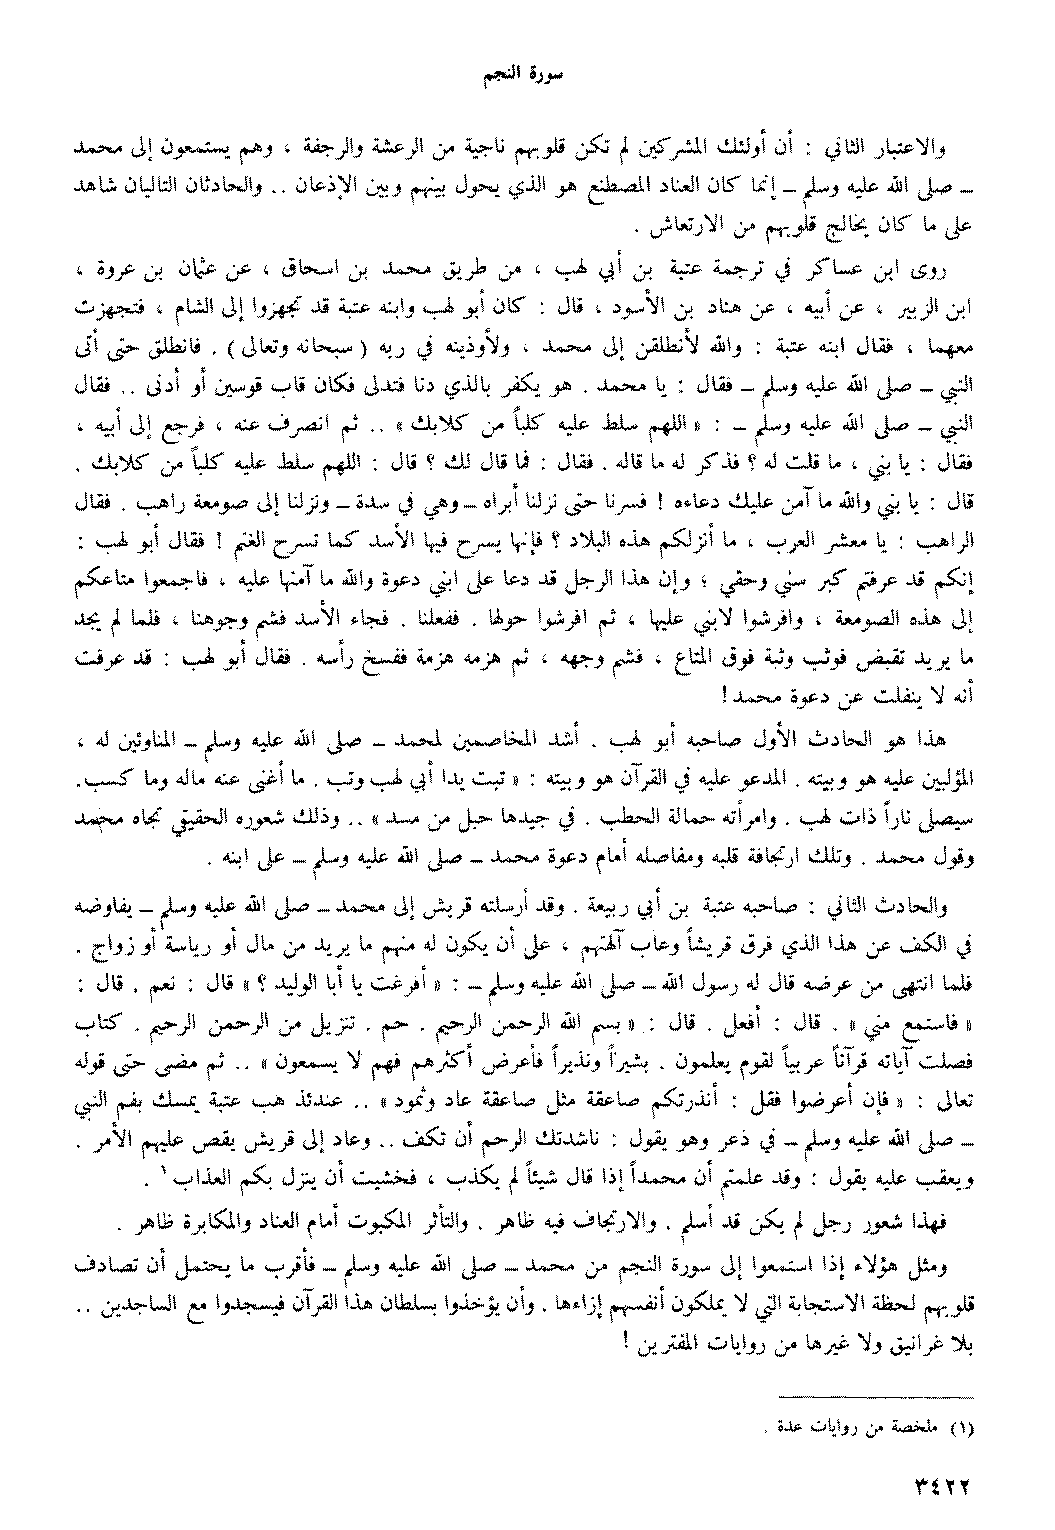 سورة النجم
والاعتبار الثاني : أن أولئك المشركين لم تكن قلوبهم ناجية من الرعشة والرجفة ، وهم يستمعون إلى محمد
ـ صلى الله عليه وسلم ـ إنما كان العناد المصطنع هو الذي يحول بينهم وبين الإذعان .. والحادثان التاليان شاهد
على ما كان يخالج قلوبهم من الارتعاش .
روى ابن عساكر في ترجمة عتبة بن أبي لهب ، من طريق محمد بن اسحاق ، عن عثمان بن عروة ،
ابن الزبير ، عن أبيه ، عن هناد بن الأسود ، قال : كان أبو لهب وابنه عتبة قد تجهزوا إلى الشام ، فتجهزت
معهما ، فقال ابنه عتبة : والله لأنطلقن إلى محمد ، ولأوذينه في ربه ( سبحانه وتعالى ) . فانطلق حتى أتى
النبي ـ صلى الله عليه وسلم ـ فقال : يا محمد . هو يكفر بالذي دنا فتدلى فكان قاب قوسين أو أدنى .. فقال
النبي ـ صلى الله عليه وسلم ـ : « اللهم سلط عليه كلباً من كلابك » .. ثم انصرف عنه ، فرجع إلى أبيه ،
فقال : يا بني ، ما قلت له ؟ فذكر له ما قاله . فقال : فما قال لك ؟ قال : اللهم سلط عليه كلباً من كلابك .
قال : يا بني والله ما آمن عليك دعاءه ! فسرنا حتى نزلنا أبراه ـ وهي في سدة ـ ونزلنا إلى صومعة راهب . فقال
الراهب : يا معشر العرب ، ما أنزلكم هذه البلاد ؟ فإنها يسرح فيها الأسد كما تسرح الغنم ! فقال أبو لهب :
إنكم قد عرفتم كبر سني وحقي ؛ وإن هذا الرجل قد دعا على ابني دعوة والله ما آمنها عليه ، فاجمعوا متاعكم
إلى هذه الصومعة ، وافرشوا لابني عليها ، ثم افرشوا حولها . ففعلنا . فجاء الأسد فشم وجوهنا ، فلما لم يجد
ما يريد تقبض فوثب وثبة فوق المتاع ، فشم وجهه ، ثم هزمه هزمة ففسخ رأسه . فقال أبو لهب : قد عرفت
أنه لا ينفلت عن دعوة محمد !
هذا هو الحادث الأول صاحبه أبو لهب . أشد المخاصمين لمحمد ـ صلى الله عليه وسلم ـ المناوئين له ،
المؤلبين عليه هو وبيته . المدعو عليه في القرآن هو وبيته : « تبت يدا أبي لهب وتب . ما أغنى عنه ماله وما كسب.
سيصلى ناراً ذات لهب . وامرأته حمالة الحطب . في جيدها حبل من مسد » .. وذلك شعوره الحقيقي تجاه محمد
وقول محمد . وتلك ارتجافة قلبه ومفاصله أمام دعوة محمد ـ صلى الله عليه وسلم ـ على ابنه .
والحادث الثاني : صاحبه عتبة بن أبي ربيعة . وقد أرسلته قريش إلى محمد ـ صلى الله عليه وسلم ـ يفاوضه
في الكف عن هذا الذي فرق قريشاً وعاب آلهتهم ، على أن يكون له منهم ما يريد من مال أو رياسة أو زواج .
فلما انتهى من عرضه قال له رسول الله ـ صلى الله عليه وسلم ـ : « أفرغت يا أبا الوليد ؟ » قال : نعم . قال :
« فاستمع مني » . قال : أفعل . قال : « بسم الله الرحمن الرحيم . حم . تنزيل من الرحمن الرحيم . كتاب
فصلت آياته قرآناً عربياً لقوم يعلمون . بشيراً ونذيراً فأعرض أكثرهم فهم لا يسمعون » .. ثم مضى حتى قوله
تعالى : « فإن أعرضوا فقل : أنذرتكم صاعقة مثل صاعقة عاد وثمود » .. عندئذ هب عتبة يمسك بفم النبي
ـ صلى الله عليه وسلم ـ في ذعر وهو يقول : ناشدتك الرحم أن تكف .. وعاد إلى قريش يقص عليهم الأمر .
ويعقب عليه يقول : وقد علمتم أن محمداً إذا قال شيئاً لم يكذب ، فخشيت أن ينزل بكم العذاب ١ .
فهذا شعور رجل لم يكن قد أسلم . والارتجاف فيه ظاهر . والتأثر المكبوت أمام العناد والمكابرة ظاهر .
ومثل هؤلاء إذا استمعوا إلى سورة النجم من محمد ـ صلى الله عليه وسلم ـ فأقرب ما يحتمل أن تصادف
قلوبهم لحظة الاستجابة التي لا يملكون أنفسهم إزاءها . وأن يؤخذوا بسلطان هذا القرآن فيسجدوا مع الساجدين ..
بلا غرانيق ولا غيرها من روايات المفترين !
(١) ملخصة من روايات عدة .
٣٤٢٢